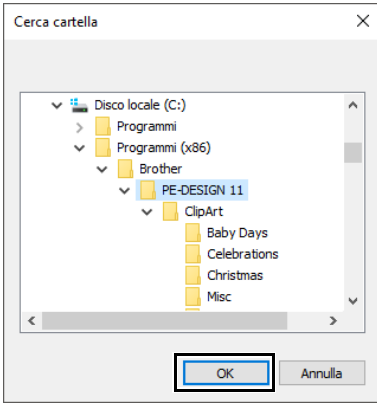 Cerca cartella
Disco locale (C:)
Programmi
Programmi (x86)
Brother
PE-DESIGN 11
ClipArt
Baby Days
Celebrations
Christmas
Misc
OK Annulla